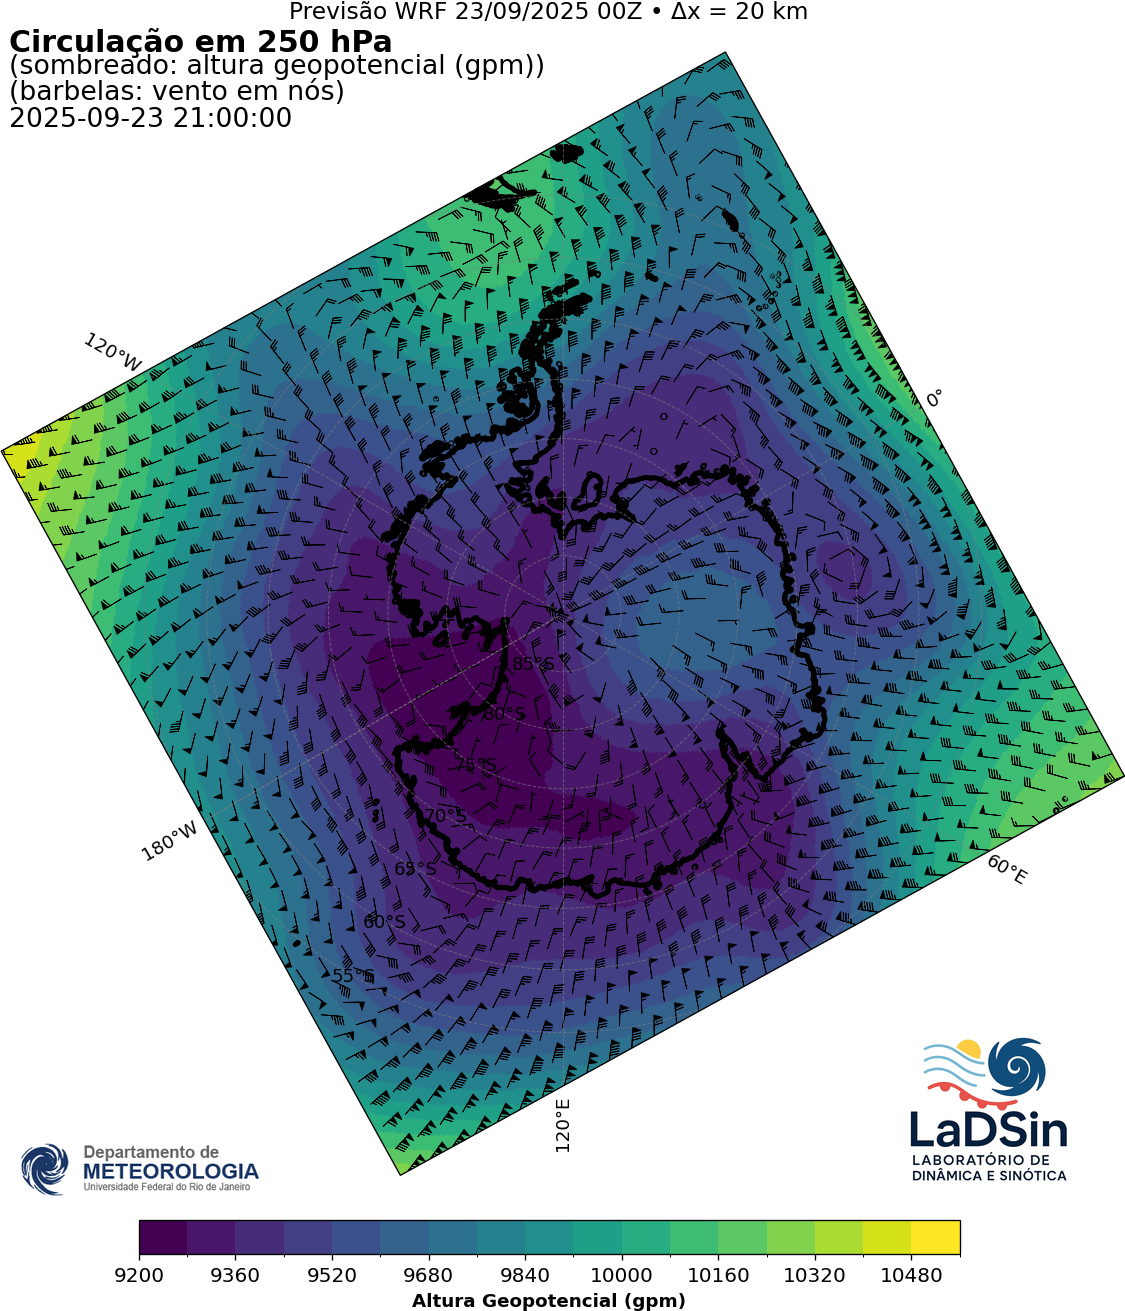 Previsão WRF 23/09/2025 00Z • Δx = 20 km
Circulação em 250 hPa
(sombreado: altura geopotencial (gpm))
(barbelas: vento em nós)
2025-09-23 21:00:00
120°W
0°
85°S
80°S
75°S
70°S
180°W
65°S
60°E
60°S
55°S
120°E
LaDSin
LABORATÓRIO DE
DINÂMICA E SINÓTICA
Departamento de
METEOROLOGIA
Universidade Federal do Rio de Janeiro
9200 9360 9520 9680 9840 10000 10160 10320 10480
Altura Geopotencial (gpm)